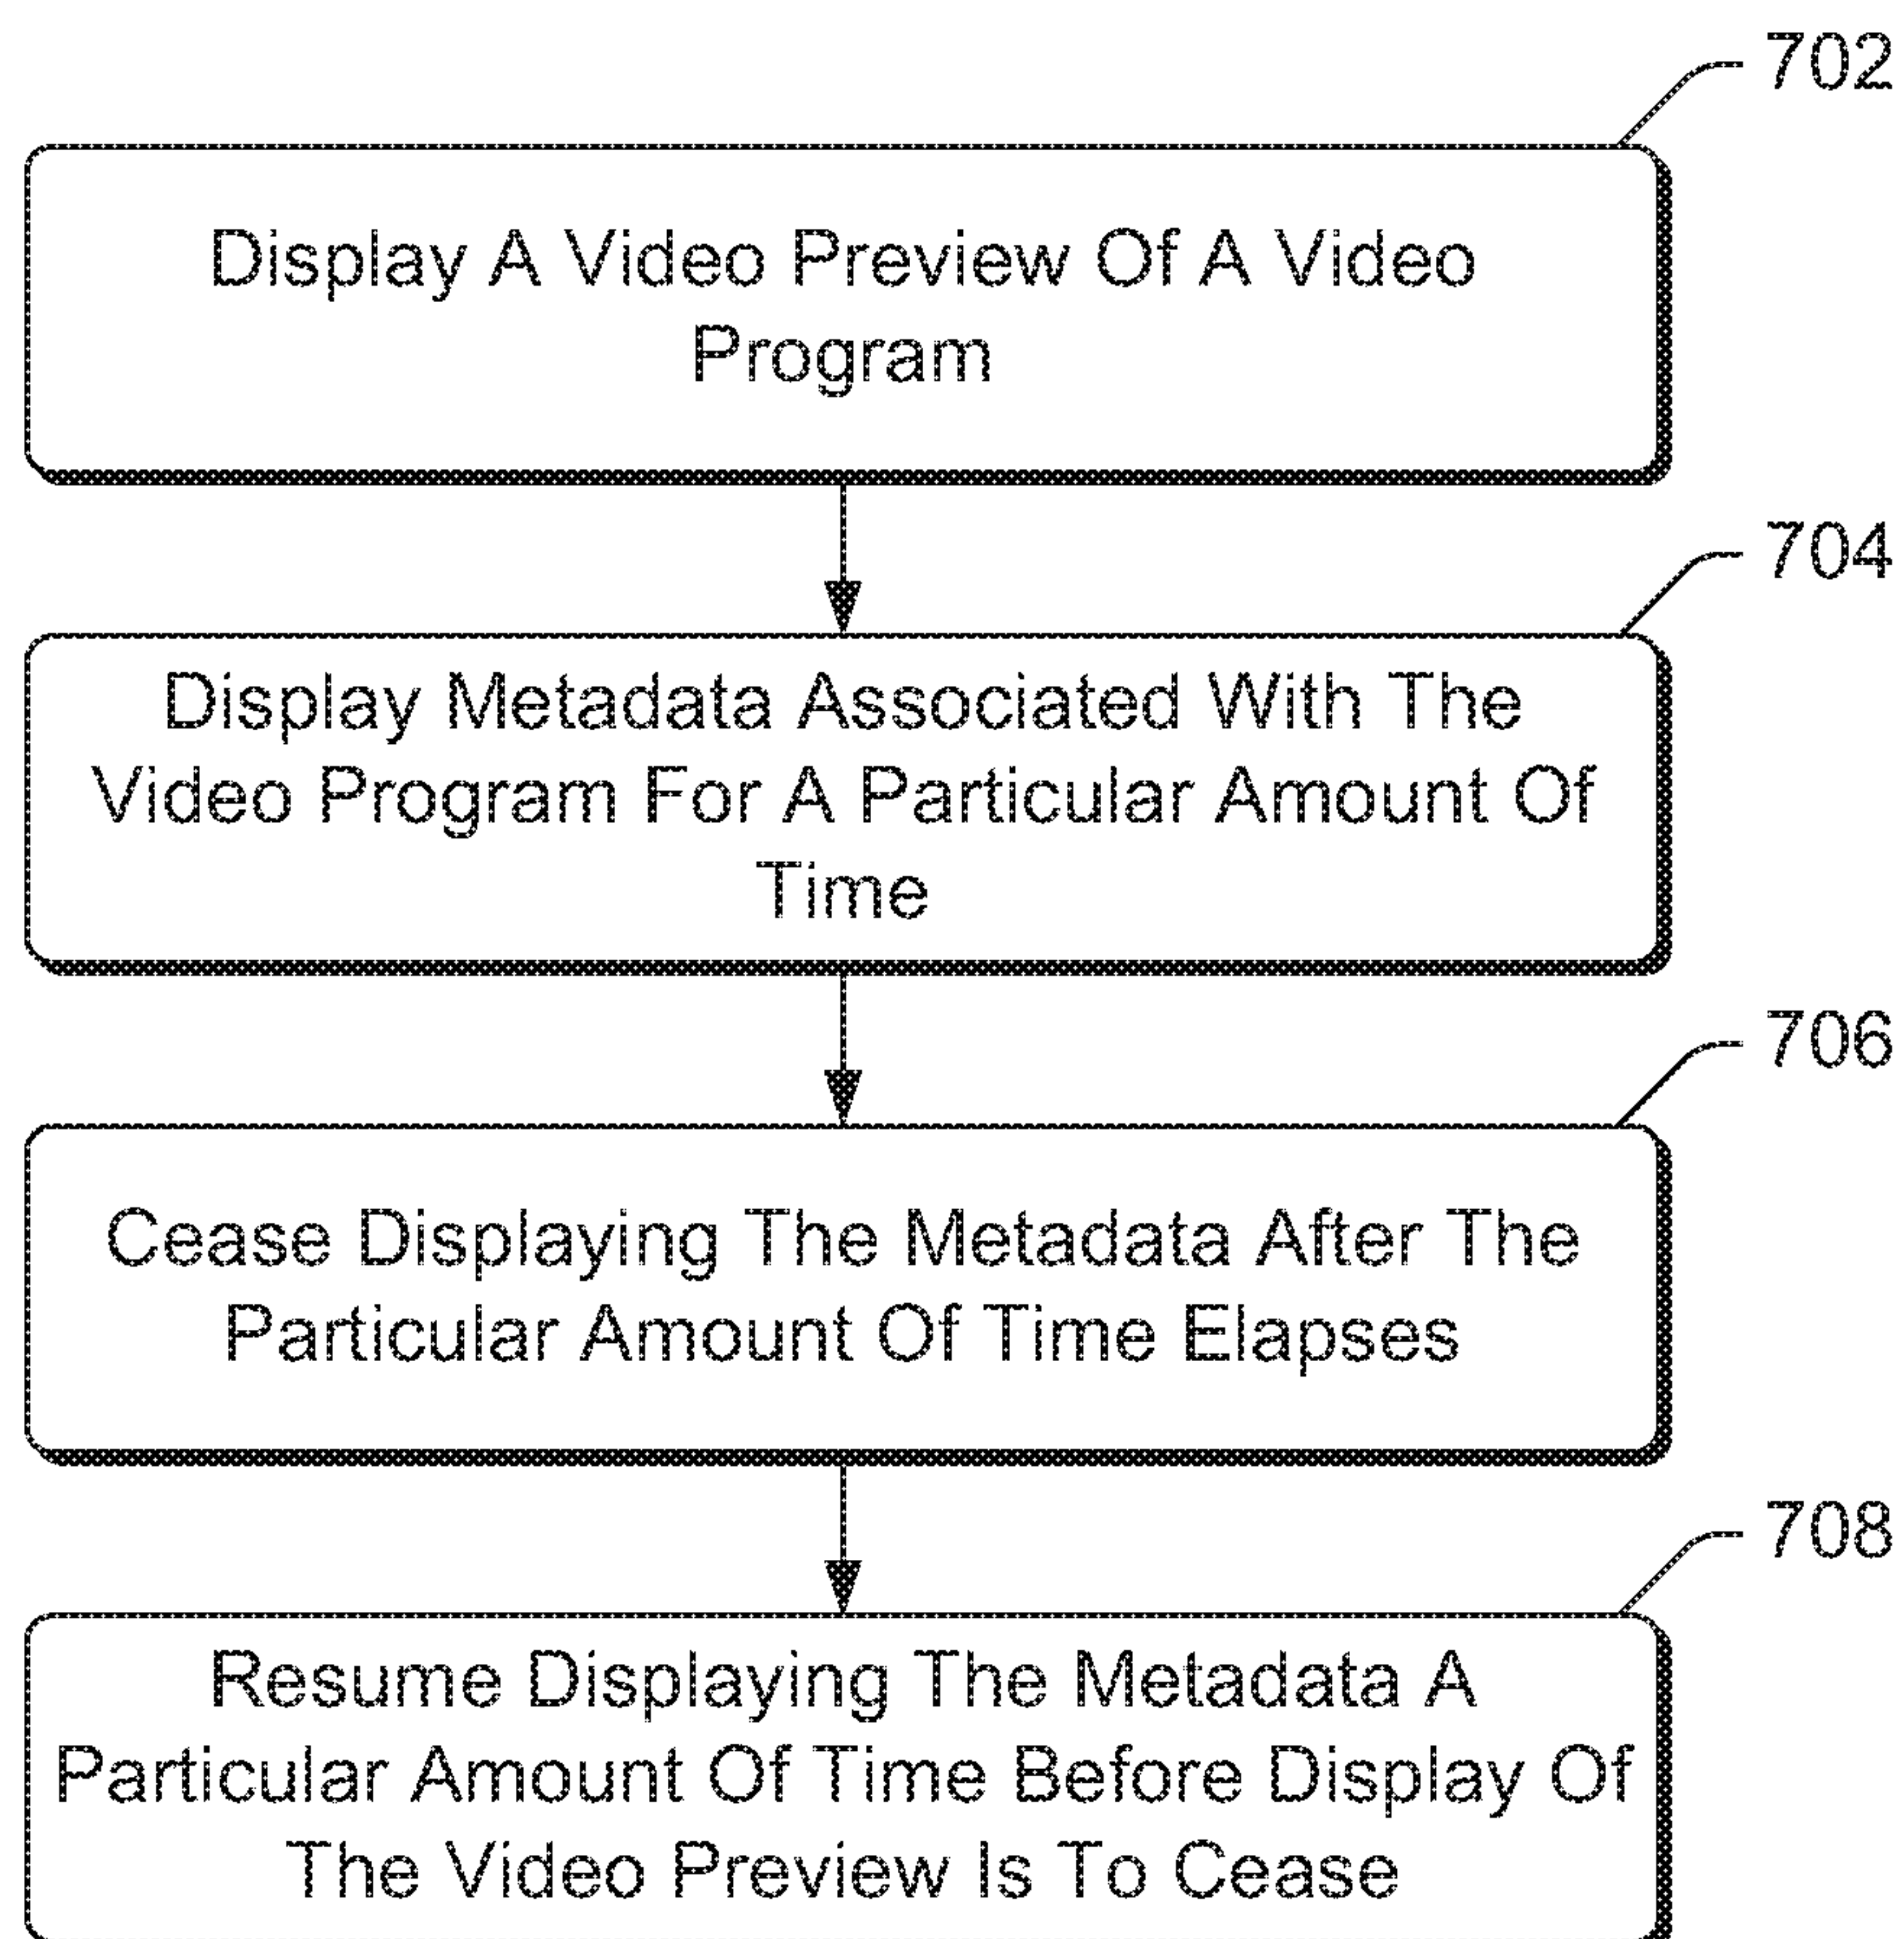 702
Display A Video Preview Of A Video
Program
704
Display Metadata Associated With The
Video Program For A Particular Amount Of
Time
706
Cease Displaying The Metadata After The
Particular Amount Of Time Elapses
708
Resume Displaying The Metadata A
Particular Amount Of Time Before Display Of
The Video Preview Is To Cease